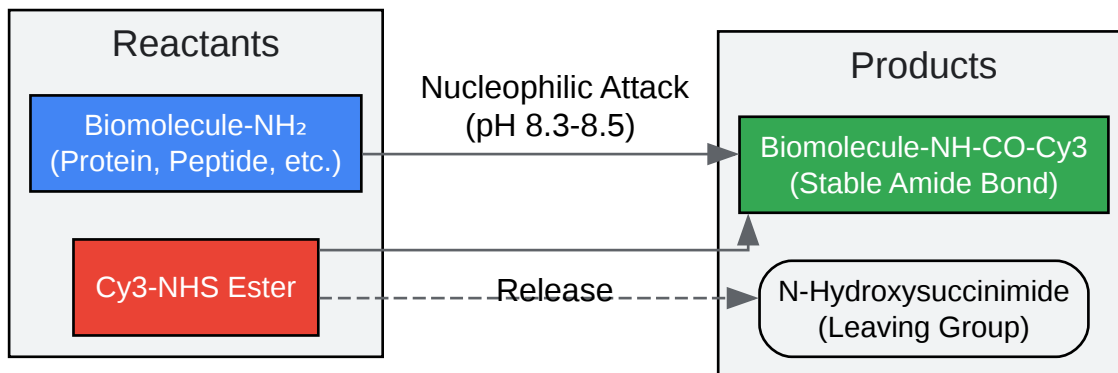 Reactants
Products
Nucleophilic Attack
(pH 8.3-8.5)
Biomolecule-NH₂
(Protein, Peptide, etc.)
Biomolecule-NH-CO-Cy3
(Stable Amide Bond)
Cy3-NHS Ester
Release
N-Hydroxysuccinimide
(Leaving Group)